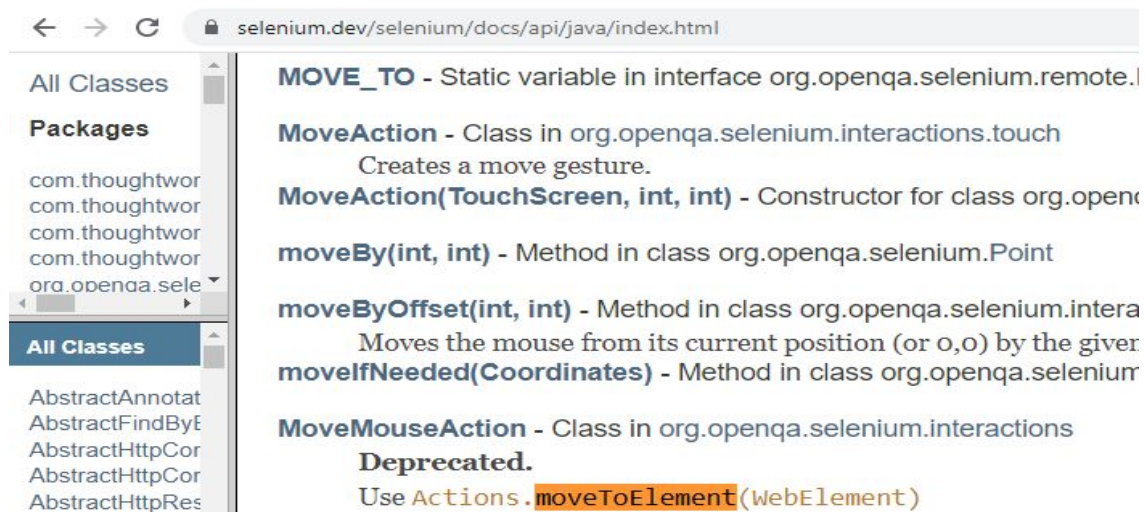 selenium.dev/selenium/docs/api/java/index.html
All Classes
Packages
com.thoughtwor
com.thoughtwor
com.thoughtwor
com.thoughtwor
org.openqa.sele
All Classes
AbstractAnnotat
AbstractFindByE
AbstractHttpCor
AbstractHttpCor
AbstractHttpRes
MOVE_TO - Static variable in interface org.openqa.selenium.remote.
MoveAction - Class in org.openqa.selenium.interactions.touch
Creates a move gesture.
MoveAction(TouchScreen, int, int) - Constructor for class org.openq
moveBy(int, int) - Method in class org.openqa.selenium.Point
moveByOffset(int, int) - Method in class org.openqa.selenium.intera
Moves the mouse from its current position (or 0,0) by the given
moveIfNeeded(Coordinates) - Method in class org.openqa.selenium
MoveMouseAction - Class in org.openqa.selenium.interactions
Deprecated.
Use Actions.moveToElement(WebElement)